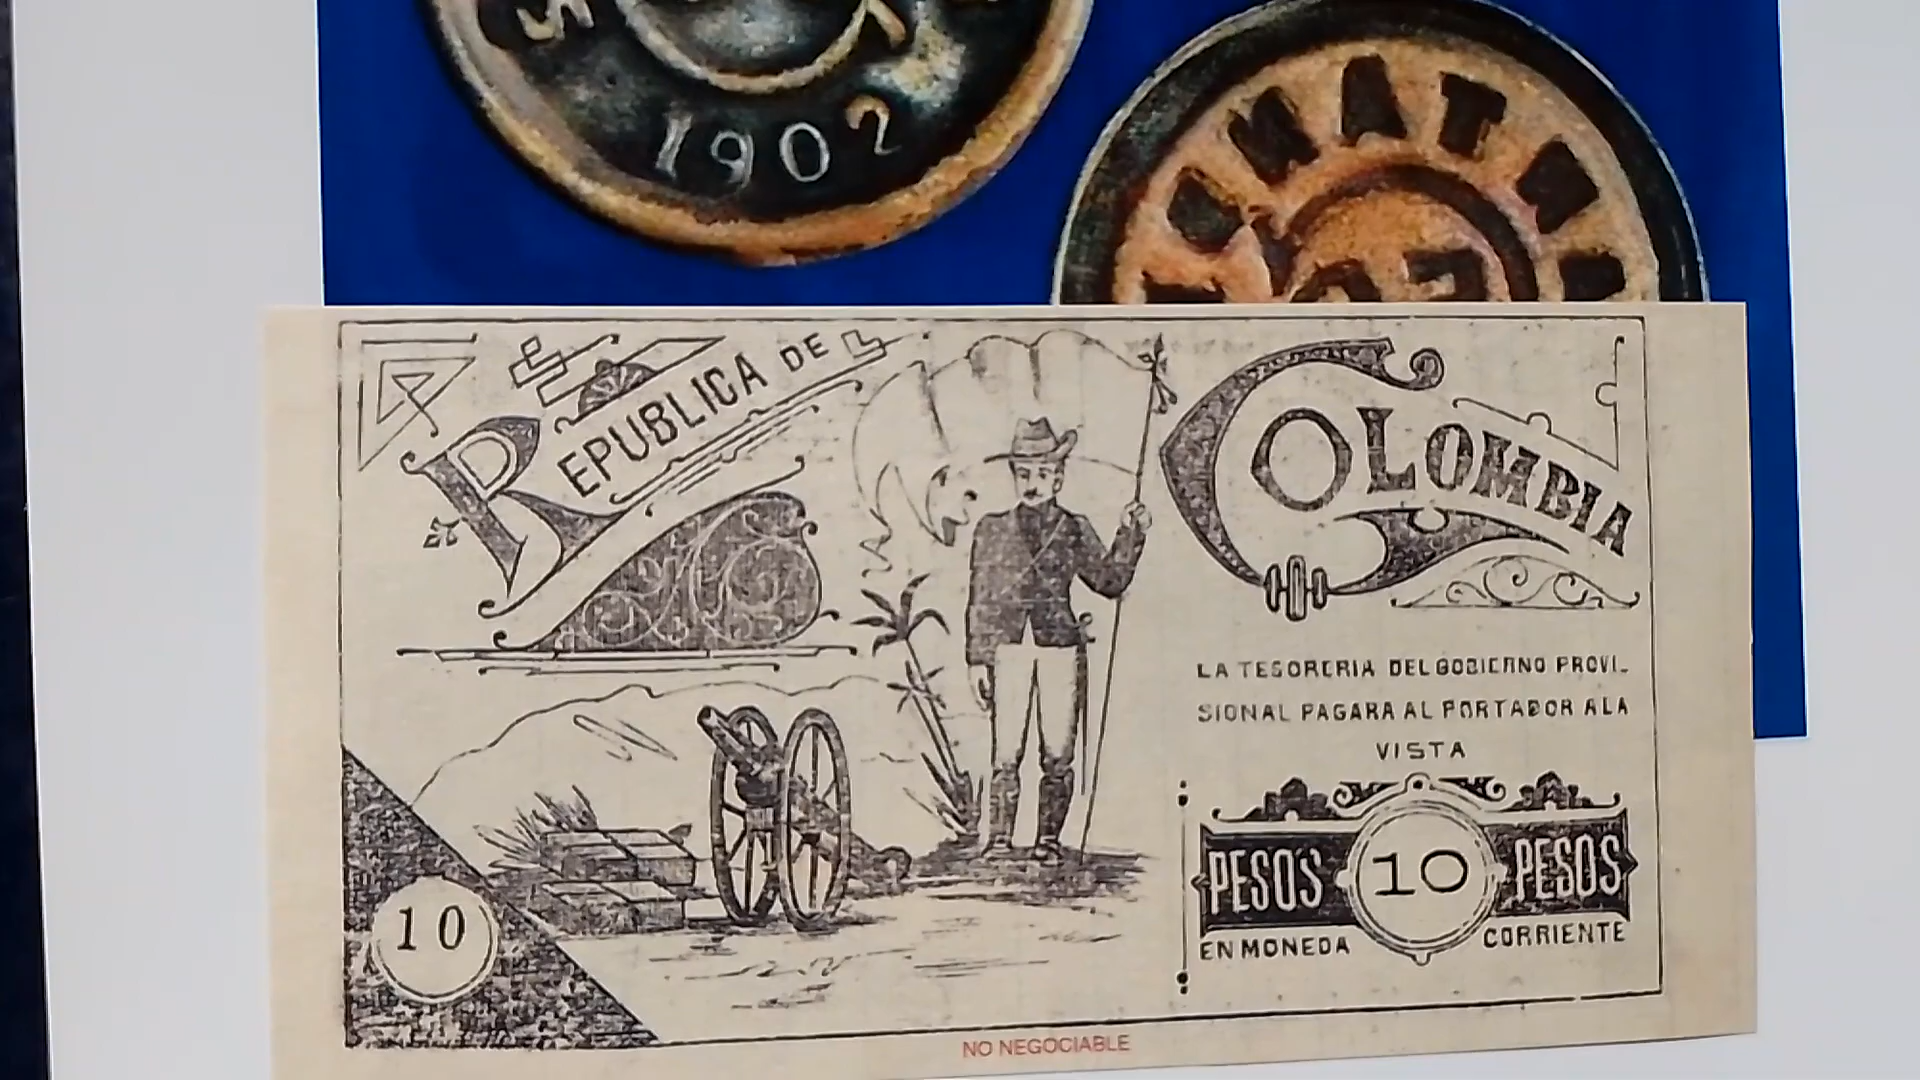 1902
REPUBLICA DE
COLOMBIA
LA TESORERIA DEL GOBIERNO PROVI-
SIONAL PAGARA AL PORTADOR A LA
VISTA
PESOS 10 PESOS
EN MONEDA CORRIENTE
10
NO NEGOCIABLE